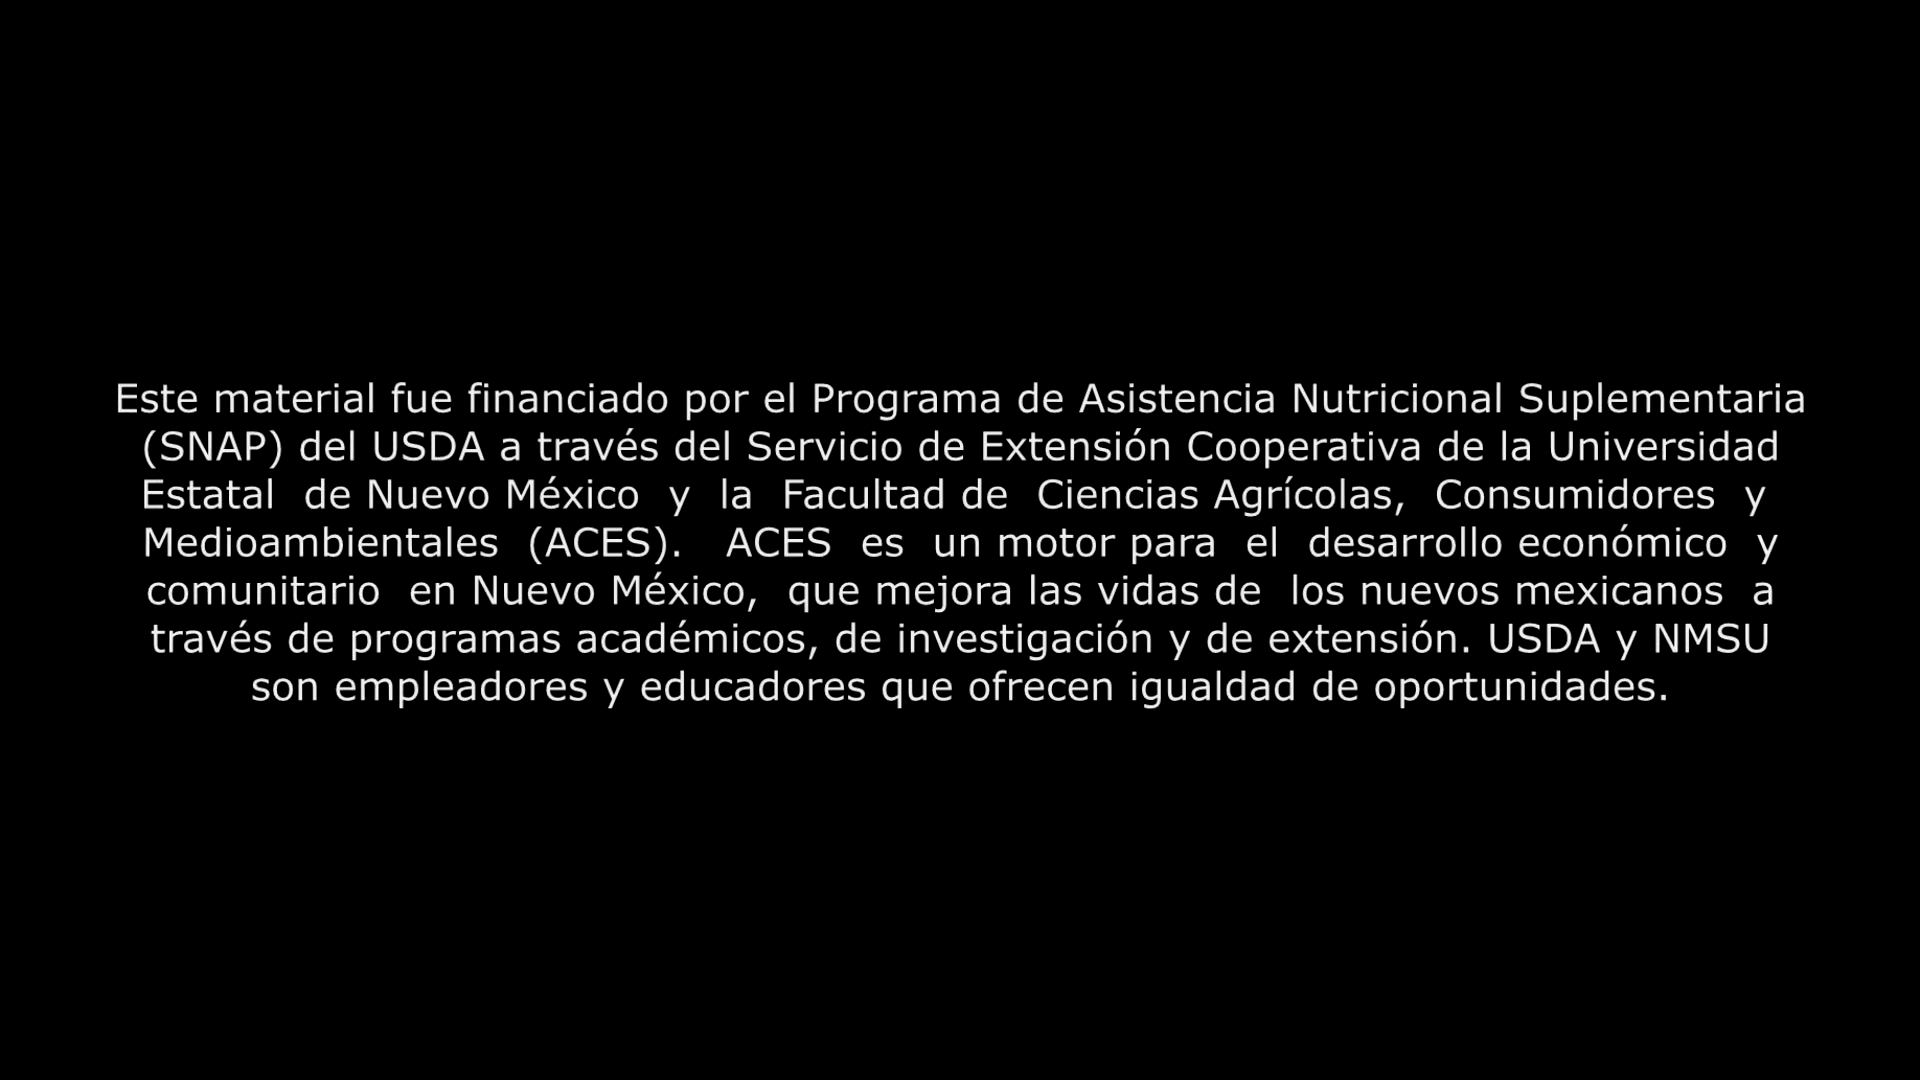 Este material fue financiado por el Programa de Asistencia Nutricional Suplementaria
(SNAP) del USDA a través del Servicio de Extensión Cooperativa de la Universidad
Estatal de Nuevo México y la Facultad de Ciencias Agrícolas, Consumidores y
Medioambientales (ACES). ACES es un motor para el desarrollo económico y
comunitario en Nuevo México, que mejora las vidas de los nuevos mexicanos a
través de programas académicos, de investigación y de extensión. USDA y NMSU
son empleadores y educadores que ofrecen igualdad de oportunidades.